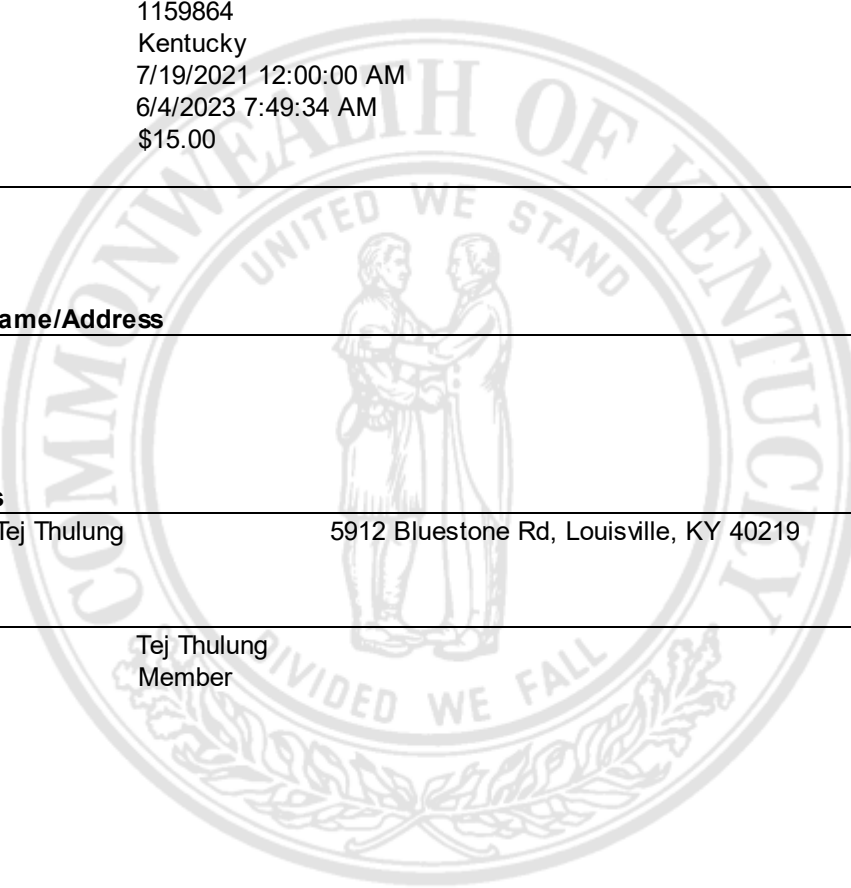 1159864
Kentucky
7/19/2021 12:00:00 AM
6/4/2023 7:49:34 AM
$15.00
COMMONWEALTH OF KENTUCKY
UNITED WE STAND
ame/Address
s
Tej Thulung 5912 Bluestone Rd, Louisville, KY 40219
Tej Thulung
Member
DIVIDED WE FALL